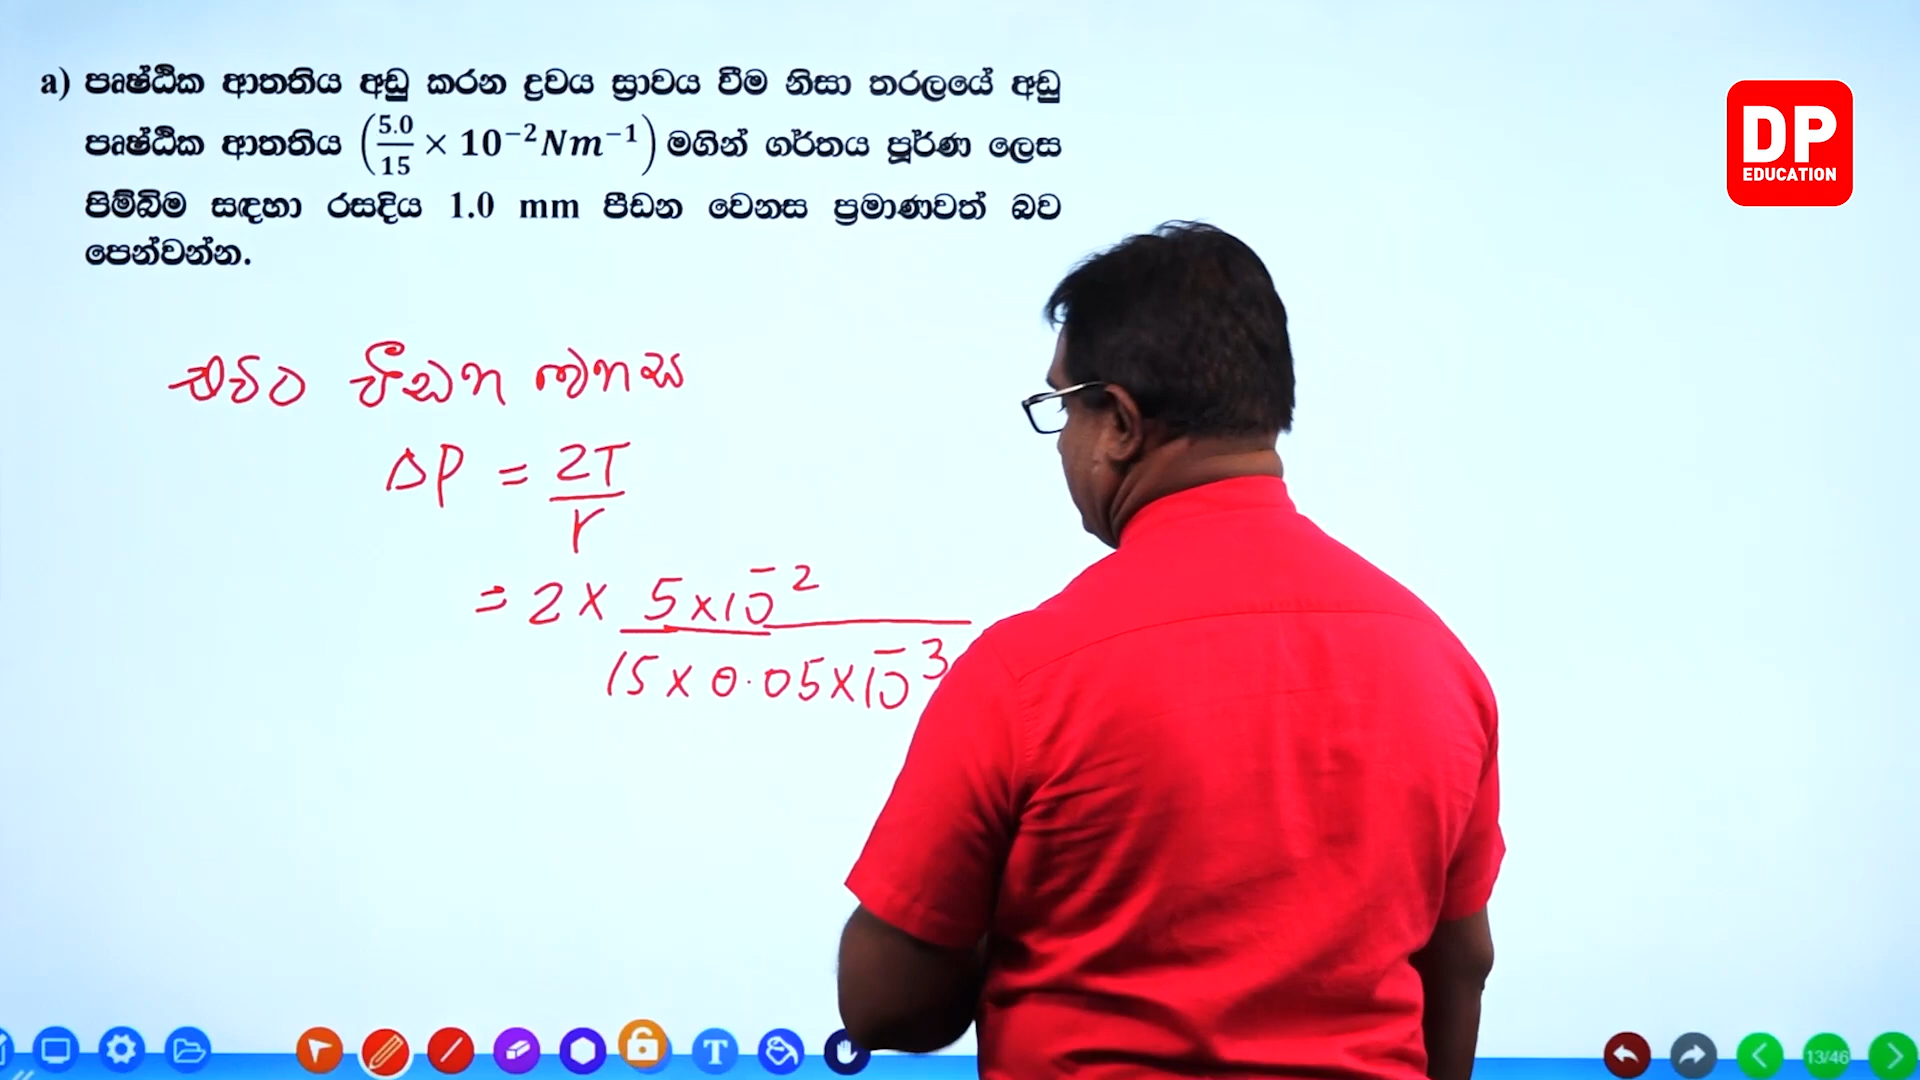 a) පෘෂ්ඨික ආතතිය අඩු කරන ද්‍රවය ස්‍රාවය වීම නිසා තරලයේ අඩු
පෘෂ්ඨික ආතතිය (5.0/15 × 10⁻² N m⁻¹) මගින් ගර්තය පූර්ණ ලෙස
පිම්බීම සඳහා රසදිය 1.0 mm පීඩන වෙනස ප්‍රමාණවත් බව
පෙන්වන්න.
DP
EDUCATION
පීඩන වෙනස
ΔP = 2T/r
= 2 × 5×10⁻² / 15 × 0.05 × 10⁻³
T
13/46